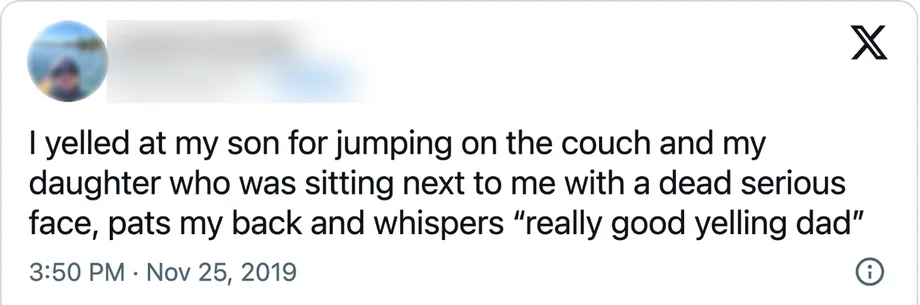 I yelled at my son for jumping on the couch and my
daughter who was sitting next to me with a dead serious
face, pats my back and whispers “really good yelling dad”
3:50 PM · Nov 25, 2019